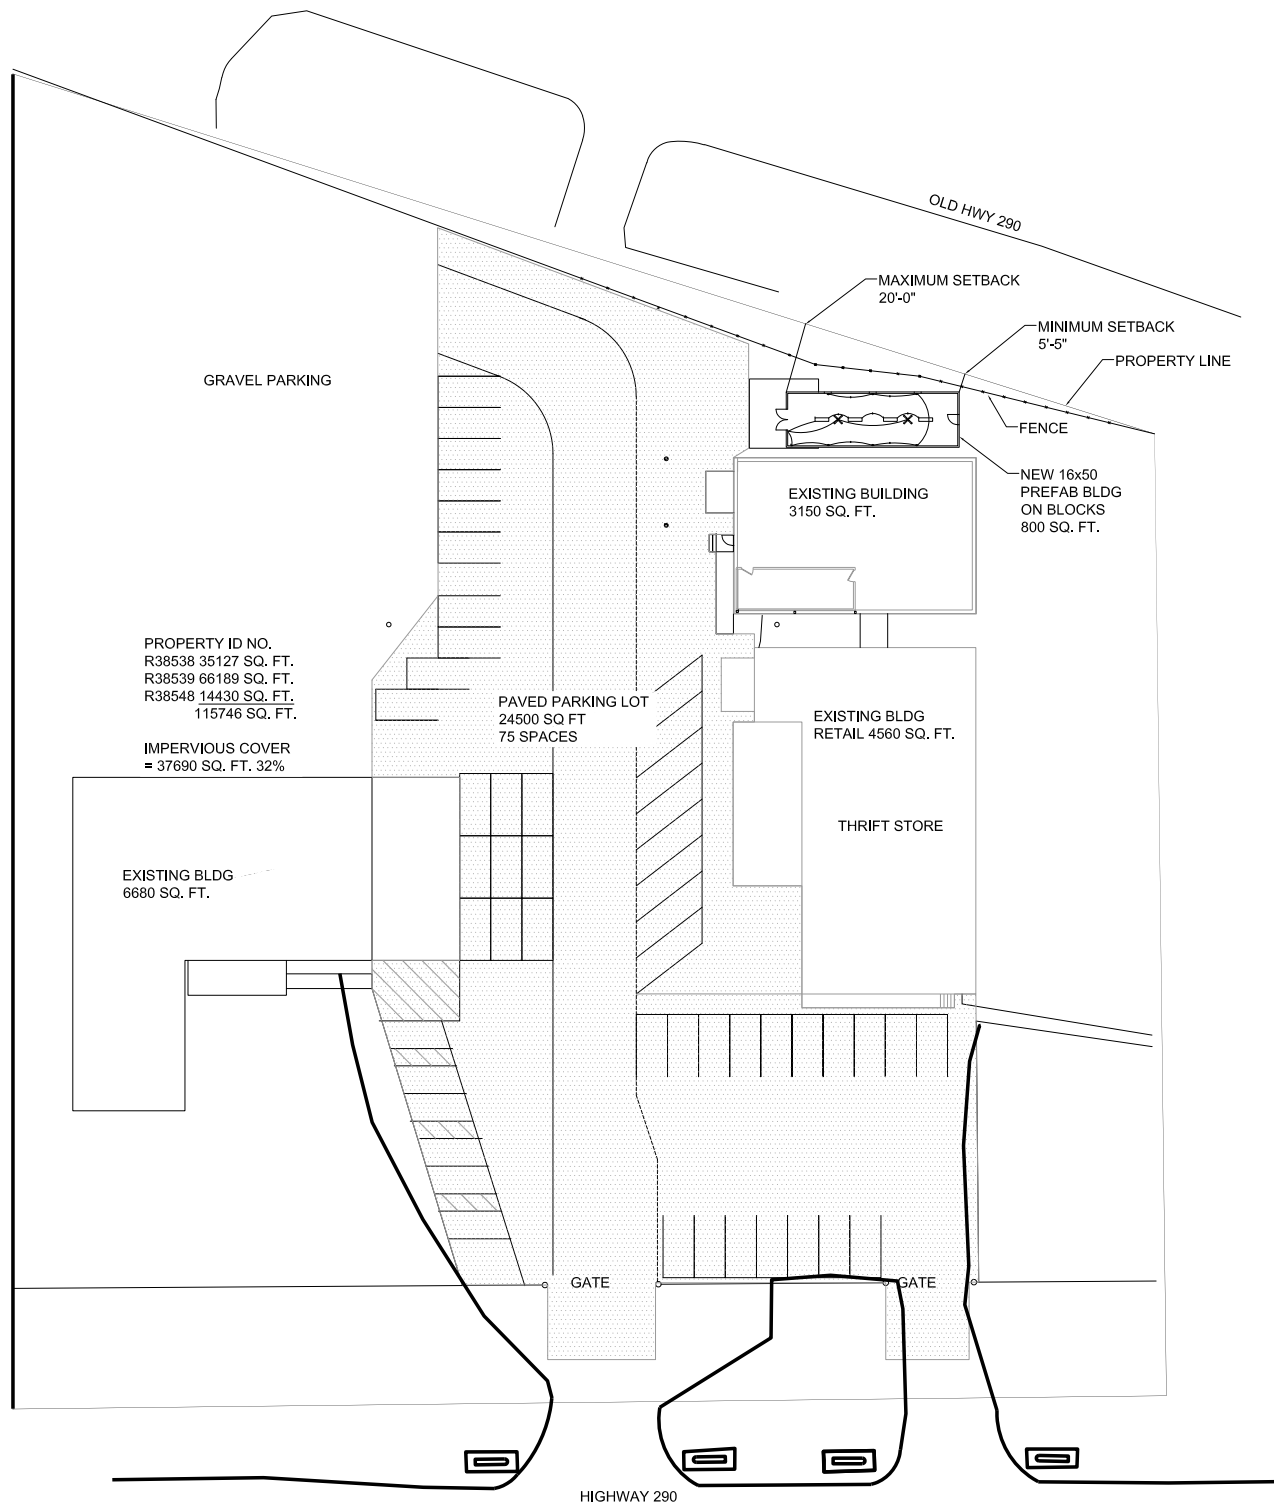 OLD HWY 290
MAXIMUM SETBACK
20'-0"
MINIMUM SETBACK
5'-5"
PROPERTY LINE
GRAVEL PARKING
FENCE
NEW 16x50
PREFAB BLDG
ON BLOCKS
800 SQ. FT.
EXISTING BUILDING
3150 SQ. FT.
PROPERTY ID NO.
R38538 35127 SQ. FT.
R38539 66189 SQ. FT.
R38548 14430 SQ. FT.
115746 SQ. FT.
IMPERVIOUS COVER
= 37690 SQ. FT. 32%
PAVED PARKING LOT
24500 SQ FT
75 SPACES
EXISTING BLDG
RETAIL 4560 SQ. FT.
THRIFT STORE
EXISTING BLDG
6680 SQ. FT.
GATE
GATE
HIGHWAY 290